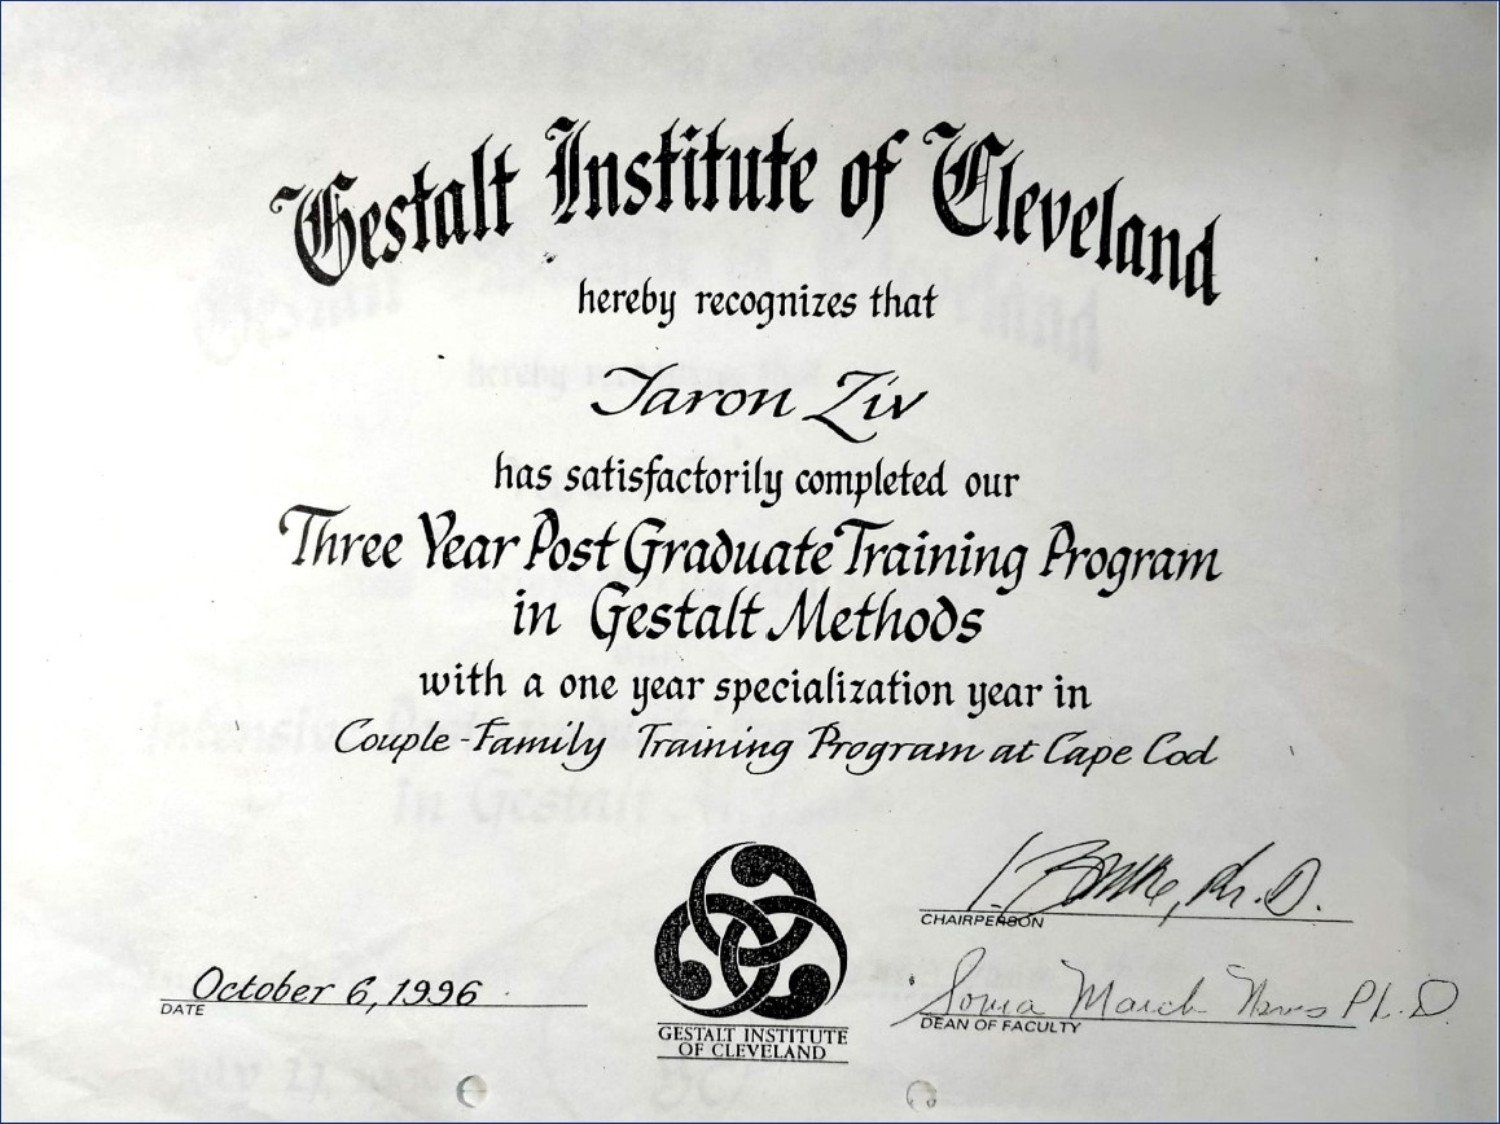 Gestalt Institute of Cleveland
hereby recognizes that
Yaron Ziv
has satisfactorily completed our
Three Year Post Graduate Training Program
in Gestalt Methods
with a one year specialization year in
Couple-Family Training Program at Cape Cod
Ph.D.
CHAIRPERSON
October 6, 1996
DATE
Sonia March Ph.D.
DEAN OF FACULTY
GESTALT INSTITUTE
OF CLEVELAND